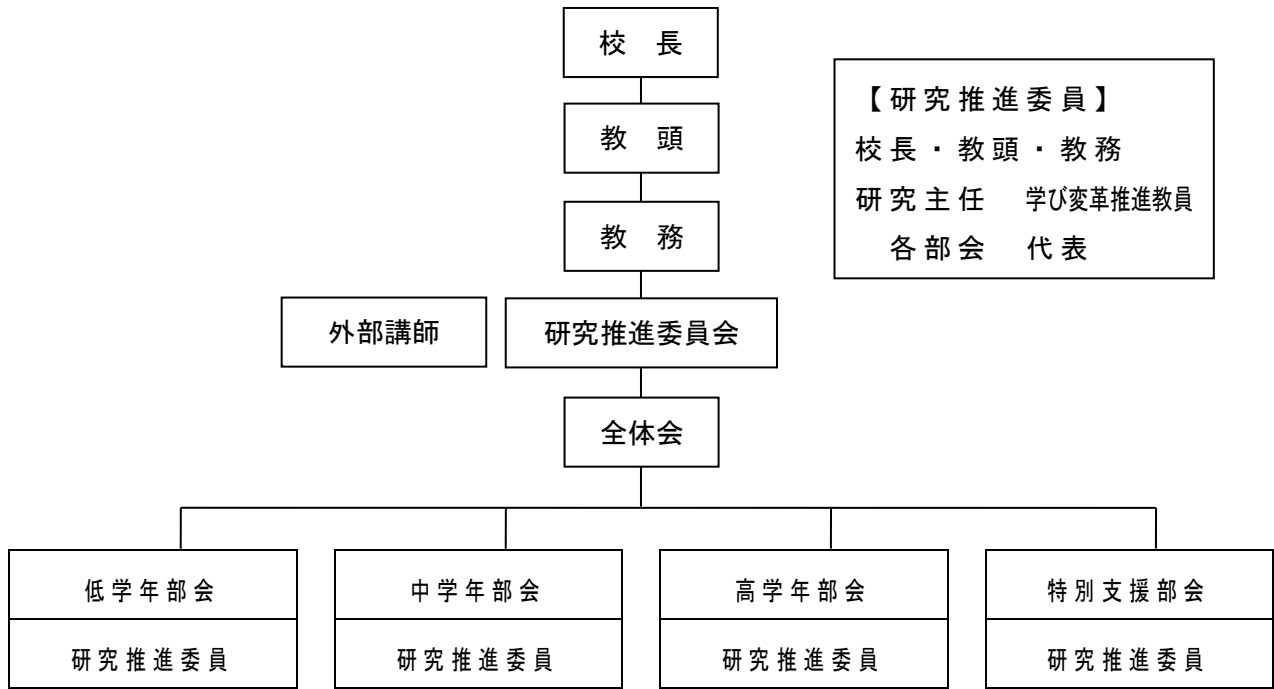 校　長
教　頭
教　務
【研究推進委員】
校長・教頭・教務
研究主任　学び変革推進教員
各部会　代表
外部講師
研究推進委員会
全体会
低学年部会
研究推進委員
中学年部会
研究推進委員
高学年部会
研究推進委員
特別支援部会
研究推進委員